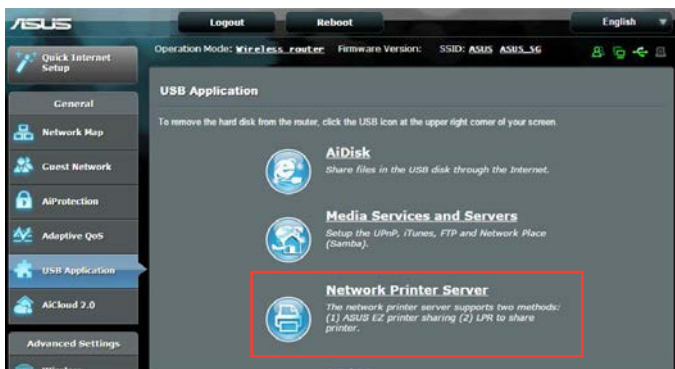 ASUS
Logout
Reboot
English
Quick Internet
Setup
Operation Mode: Wireless router Firmware Version: SSID: ASUS ASUS_5G
General
Network Map
Guest Network
AiProtection
Adaptive QoS
USB Application
AiCloud 2.0
Advanced Settings
Wireless
USB Application
To remove the hard disk from the router, click the USB icon at the upper right corner of your screen.
AiDisk
Share files in the USB disk through the Internet.
Media Services and Servers
Setup the UPnP, iTunes, FTP and Network Place
(Samba).
Network Printer Server
The network printer server supports two methods:
(1) ASUS EZ printer sharing (2) LPR to share
printer.